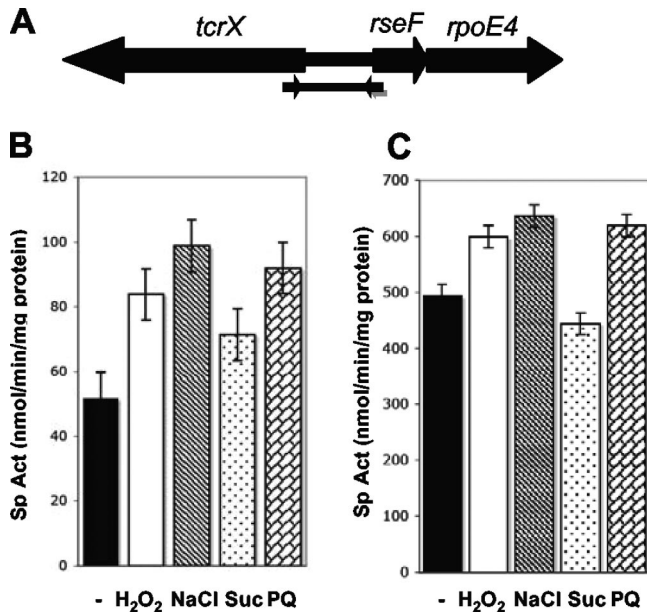 A
tcrX rseF rpoE4
B
120
100
80
60
40
20
0
Sp Act (nmol/min/mg protein)
- H₂O₂ NaCl Suc PQ
C
700
600
500
400
300
200
100
0
Sp Act (nmol/min/mg protein)
- H₂O₂ NaCl Suc PQ